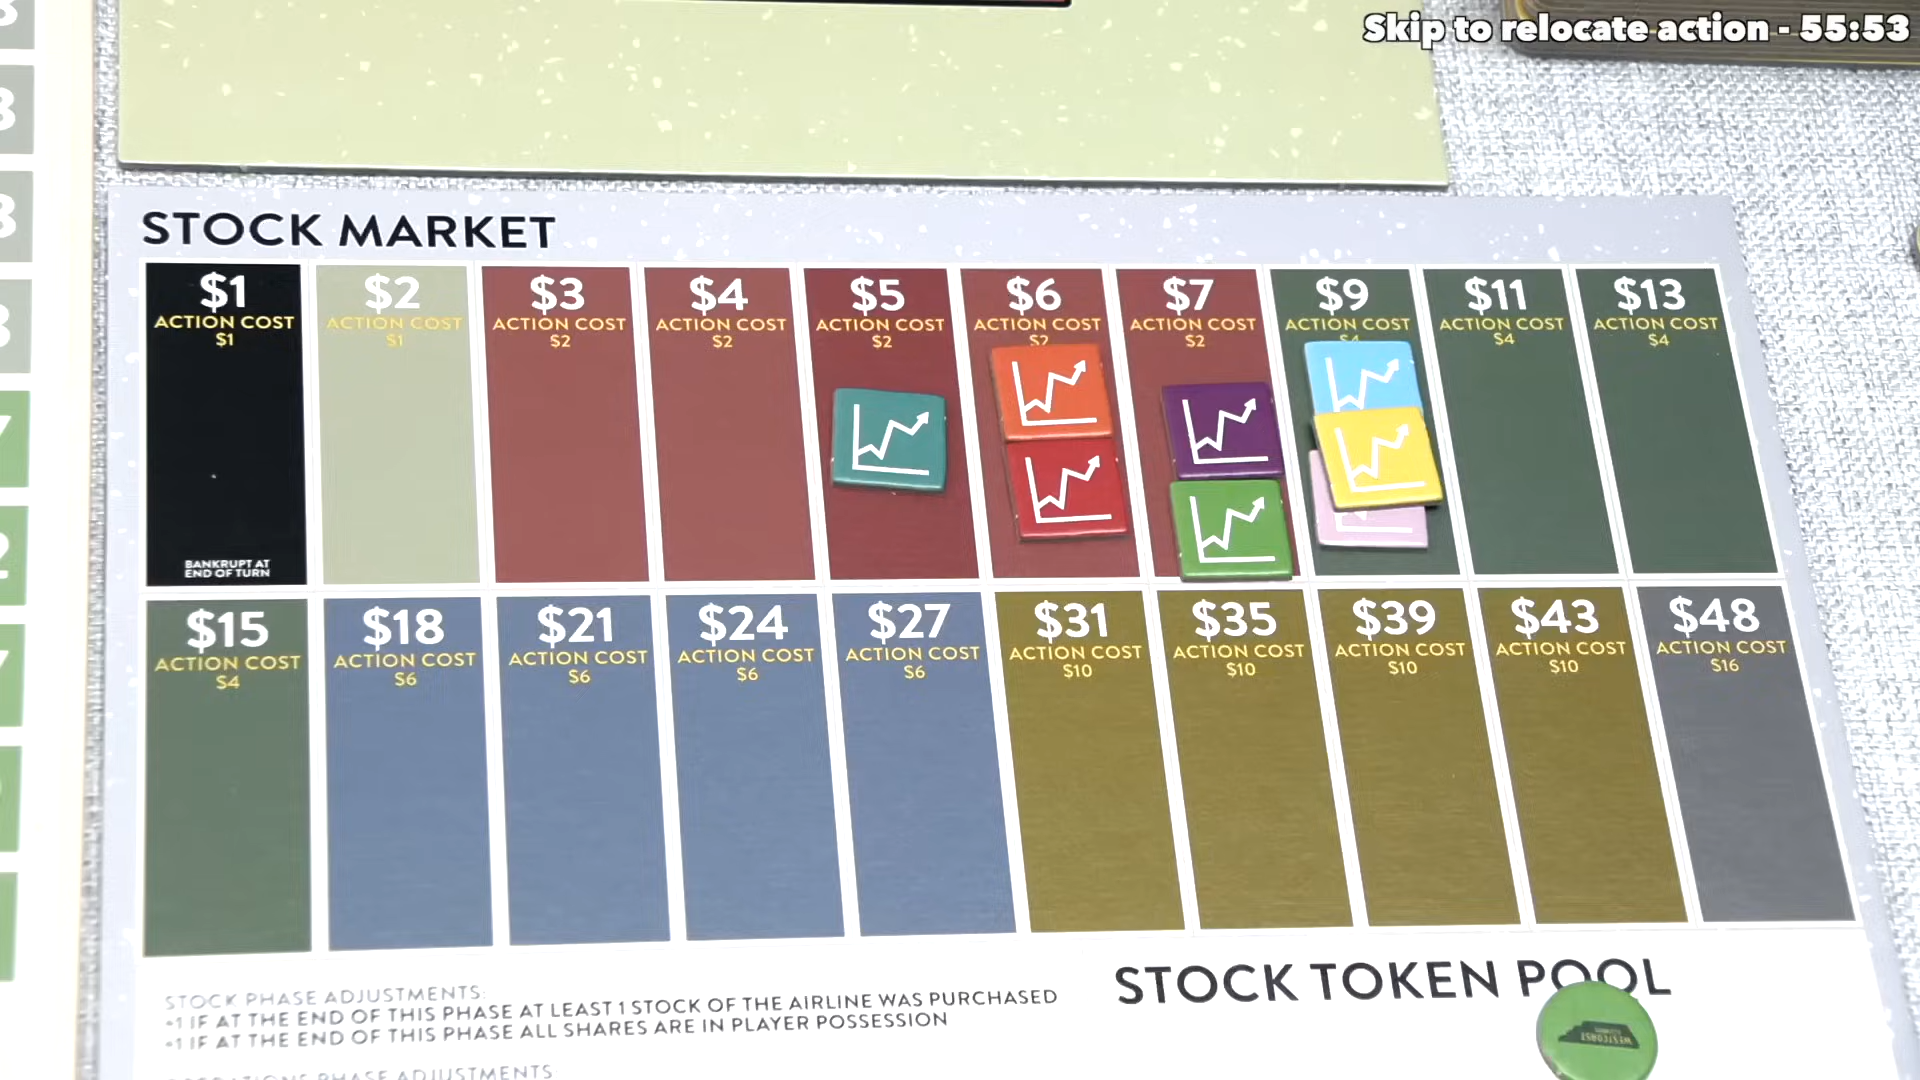 Skip to relocate action - 55:53
STOCK MARKET
$1 $2 $3 $4 $5 $6 $7 $9 $11 $13
ACTION COST ACTION COST ACTION COST ACTION COST ACTION COST ACTION COST ACTION COST ACTION COST ACTION COST ACTION COST
$1 $1 $2 $2 $2 $2 $2 $4 $4 $4
BANKRUPT AT
END OF TURN
$15 $18 $21 $24 $27 $31 $35 $39 $43 $48
ACTION COST ACTION COST ACTION COST ACTION COST ACTION COST ACTION COST ACTION COST ACTION COST ACTION COST ACTION COST
$4 $6 $6 $6 $6 $10 $10 $10 $10 $16
STOCK PHASE ADJUSTMENTS:
+1 IF AT THE END OF THIS PHASE AT LEAST 1 STOCK OF THE AIRLINE WAS PURCHASED
+1 IF AT THE END OF THIS PHASE ALL SHARES ARE IN PLAYER POSSESSION
OPERATIONS PHASE ADJUSTMENTS
STOCK TOKEN POOL
WESTCOAST